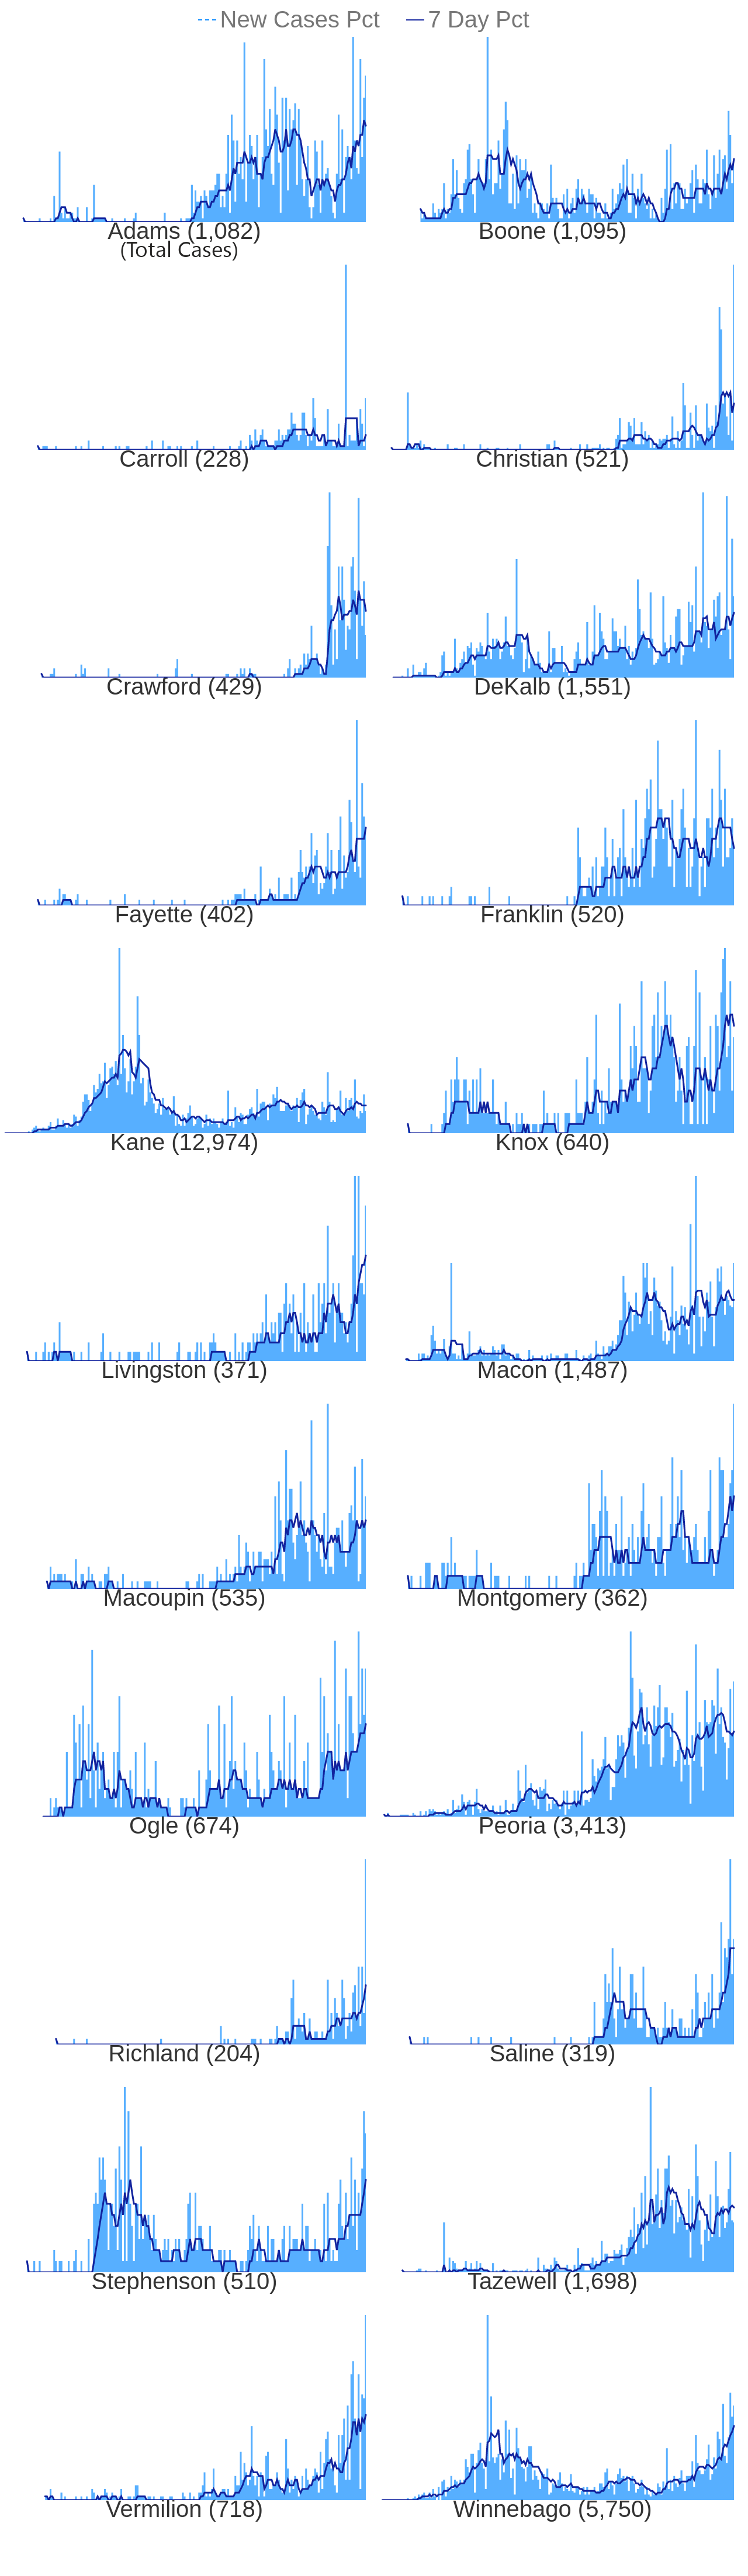 New Cases Pct 7 Day Pct
Adams (1,082) Boone (1,095)
(Total Cases)
Carroll (228) Christian (521)
Crawford (429) DeKalb (1,551)
Fayette (402) Franklin (520)
Kane (12,974) Knox (640)
Livingston (371) Macon (1,487)
Macoupin (535) Montgomery (362)
Ogle (674) Peoria (3,413)
Richland (204) Saline (319)
Stephenson (510) Tazewell (1,698)
Vermilion (718) Winnebago (5,750)